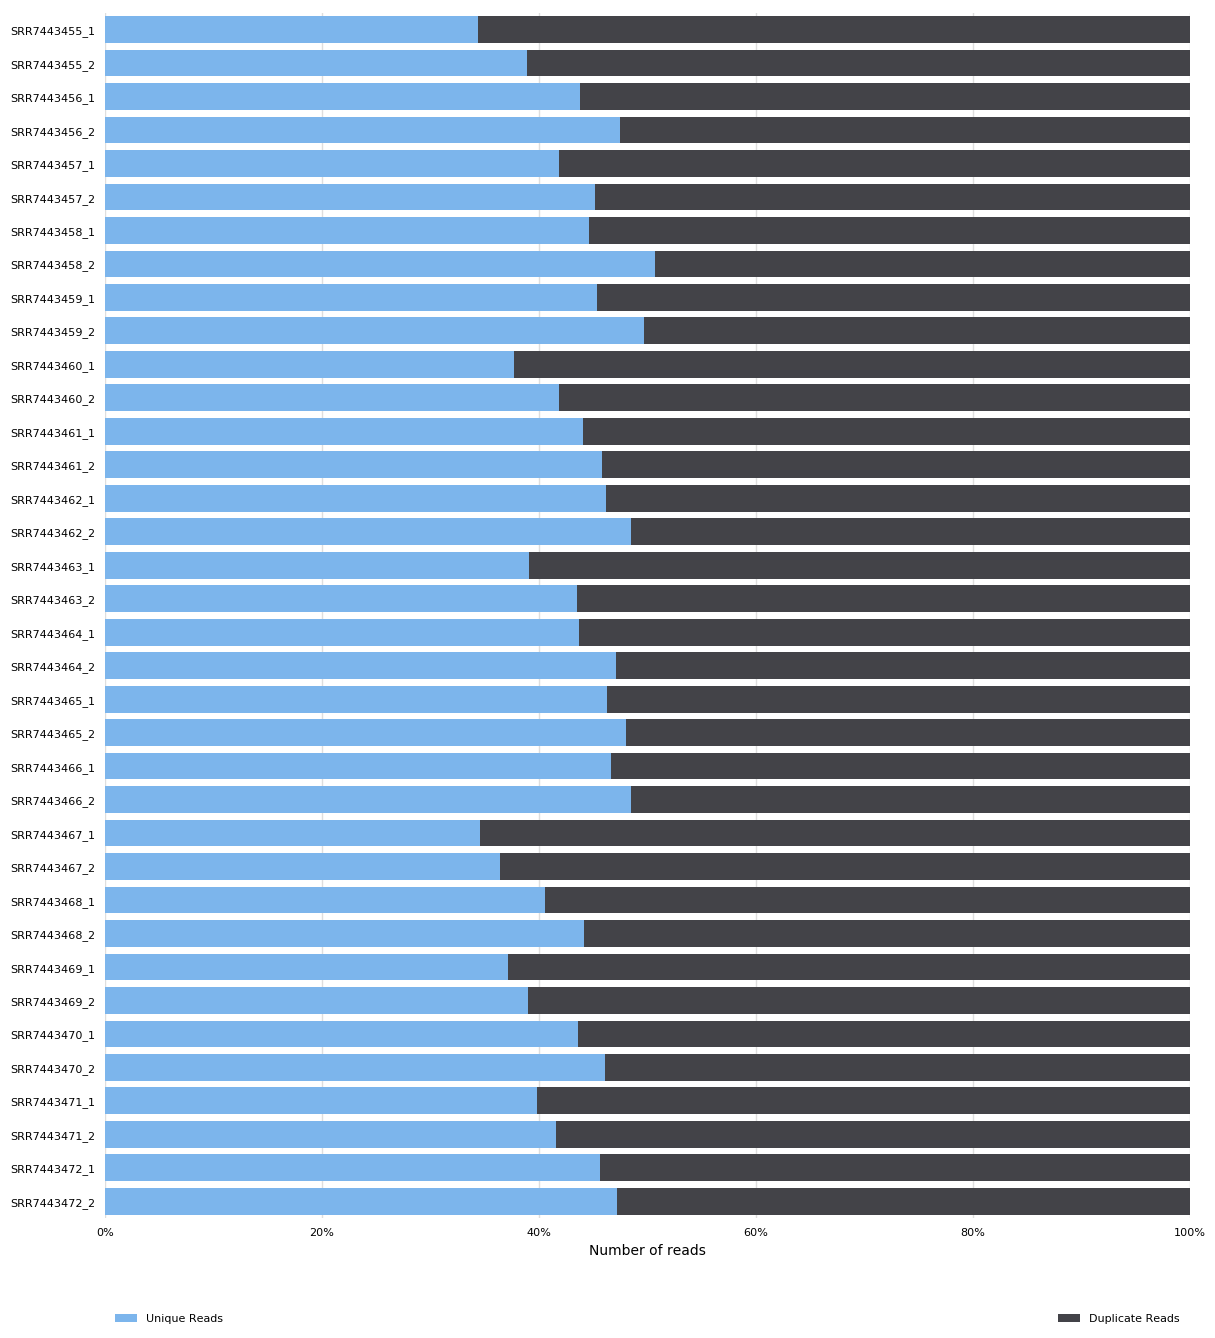 SRR7443455_1
SRR7443455_2
SRR7443456_1
SRR7443456_2
SRR7443457_1
SRR7443457_2
SRR7443458_1
SRR7443458_2
SRR7443459_1
SRR7443459_2
SRR7443460_1
SRR7443460_2
SRR7443461_1
SRR7443461_2
SRR7443462_1
SRR7443462_2
SRR7443463_1
SRR7443463_2
SRR7443464_1
SRR7443464_2
SRR7443465_1
SRR7443465_2
SRR7443466_1
SRR7443466_2
SRR7443467_1
SRR7443467_2
SRR7443468_1
SRR7443468_2
SRR7443469_1
SRR7443469_2
SRR7443470_1
SRR7443470_2
SRR7443471_1
SRR7443471_2
SRR7443472_1
SRR7443472_2
0% 20% 40% 60% 80% 100%
Number of reads
Unique Reads Duplicate Reads